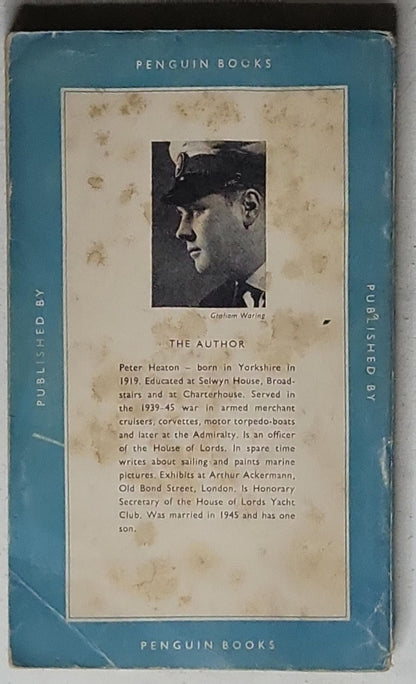 PENGUIN BOOKS
PUBLISHED BY
Graham Waring
THE AUTHOR
Peter Heaton – born in Yorkshire in
1919. Educated at Selwyn House, Broad-
stairs and at Charterhouse. Served in
the 1939-45 war in armed merchant
cruisers, corvettes, motor torpedo-boats
and later at the Admiralty. Is an officer
of the House of Lords. In spare time
writes about sailing and paints marine
pictures. Exhibits at Arthur Ackermann,
Old Bond Street, London. Is Honorary
Secretary of the House of Lords Yacht
Club. Was married in 1945 and has one
son.
PUBLISHED BY
PENGUIN BOOKS